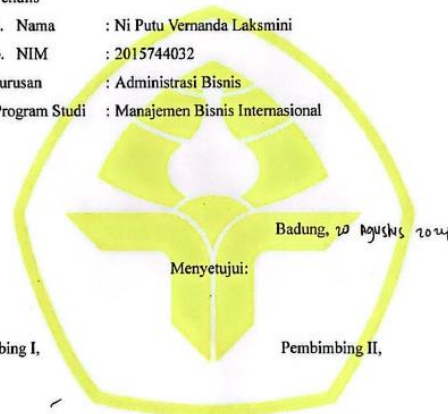 . Nama : Ni Putu Vernanda Laksmini
. NIM : 2015744032
urusan : Administrasi Bisnis
Program Studi : Manajemen Bisnis Internasional
Badung, 20 Agustus 2024
Menyetujui:
bing I, Pembimbing II,